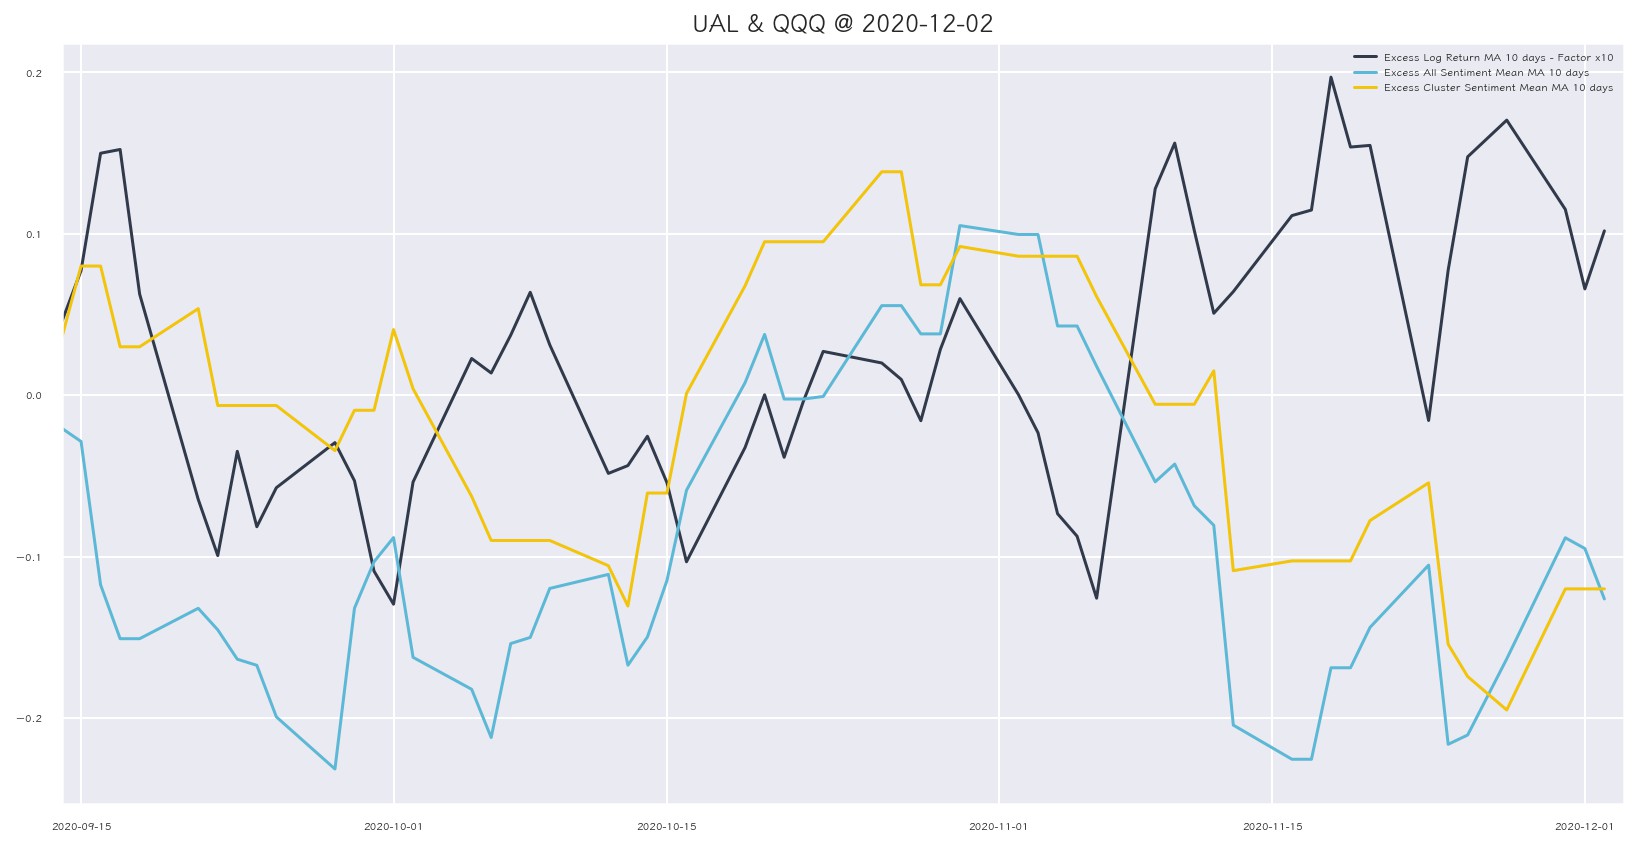 UAL & QQQ @ 2020-12-02
Excess Log Return MA 10 days - Factor x10
Excess All Sentiment Mean MA 10 days
Excess Cluster Sentiment Mean MA 10 days
0.2
0.1
0.0
−0.1
−0.2
2020-09-15 2020-10-01 2020-10-15 2020-11-01 2020-11-15 2020-12-01